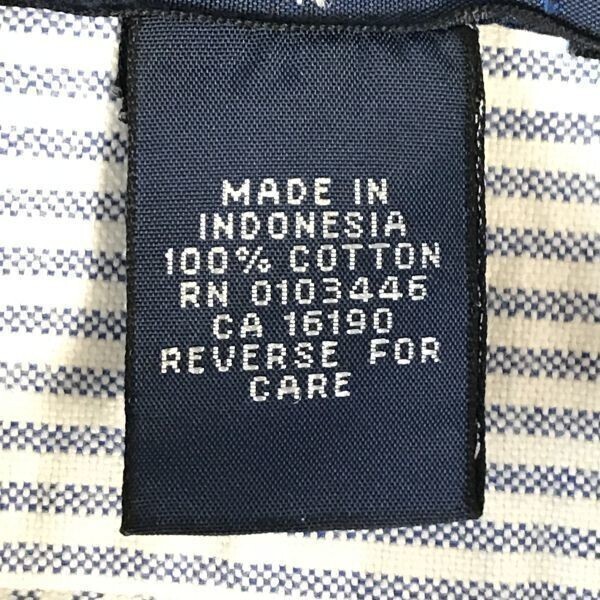 MADE IN
INDONESIA
100% COTTON
RN 0103446
CA 16190
REVERSE FOR
CARE